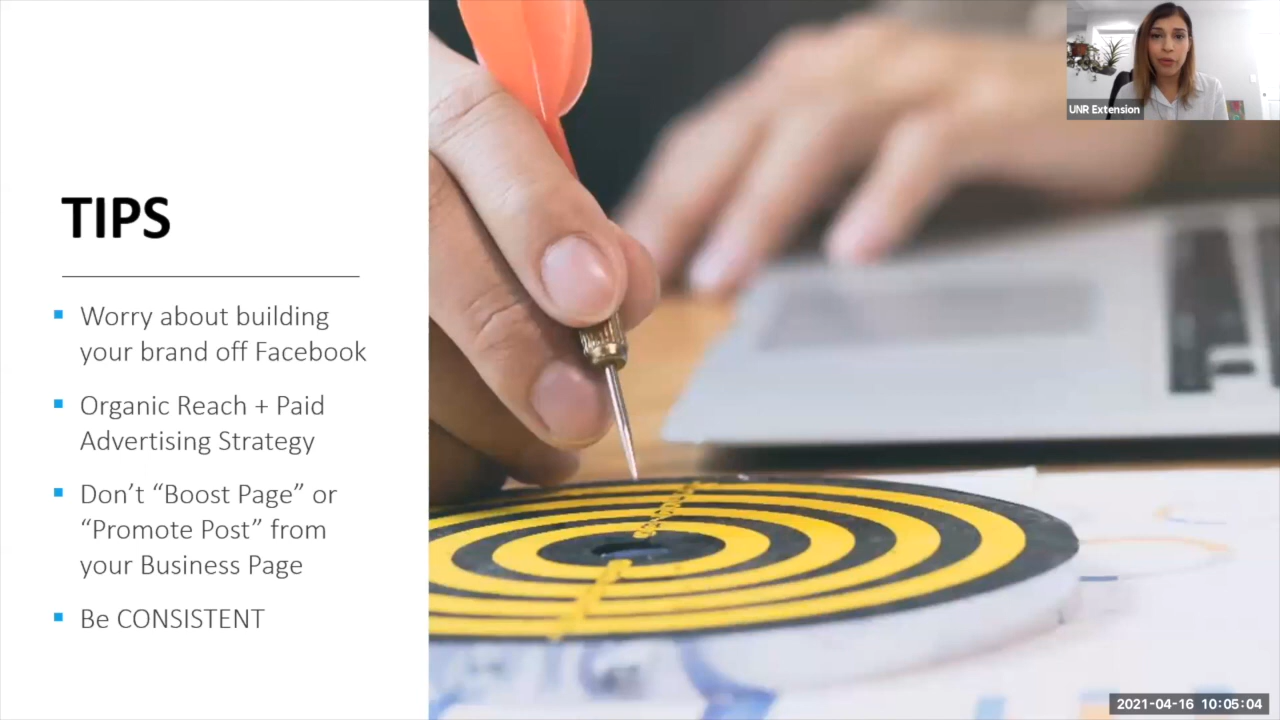 TIPS
Worry about building
your brand off Facebook
Organic Reach + Paid
Advertising Strategy
Don’t “Boost Page” or
“Promote Post” from
your Business Page
Be CONSISTENT
UNR Extension
2021-04-16 10:05:04